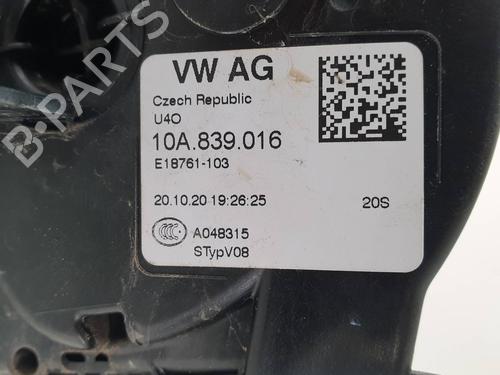 VW AG
Czech Republic
U4O
10A.839.016
E18761-103
20.10.20 19:26:25
20S
CCC
A048315
STypV08
B-PARTS